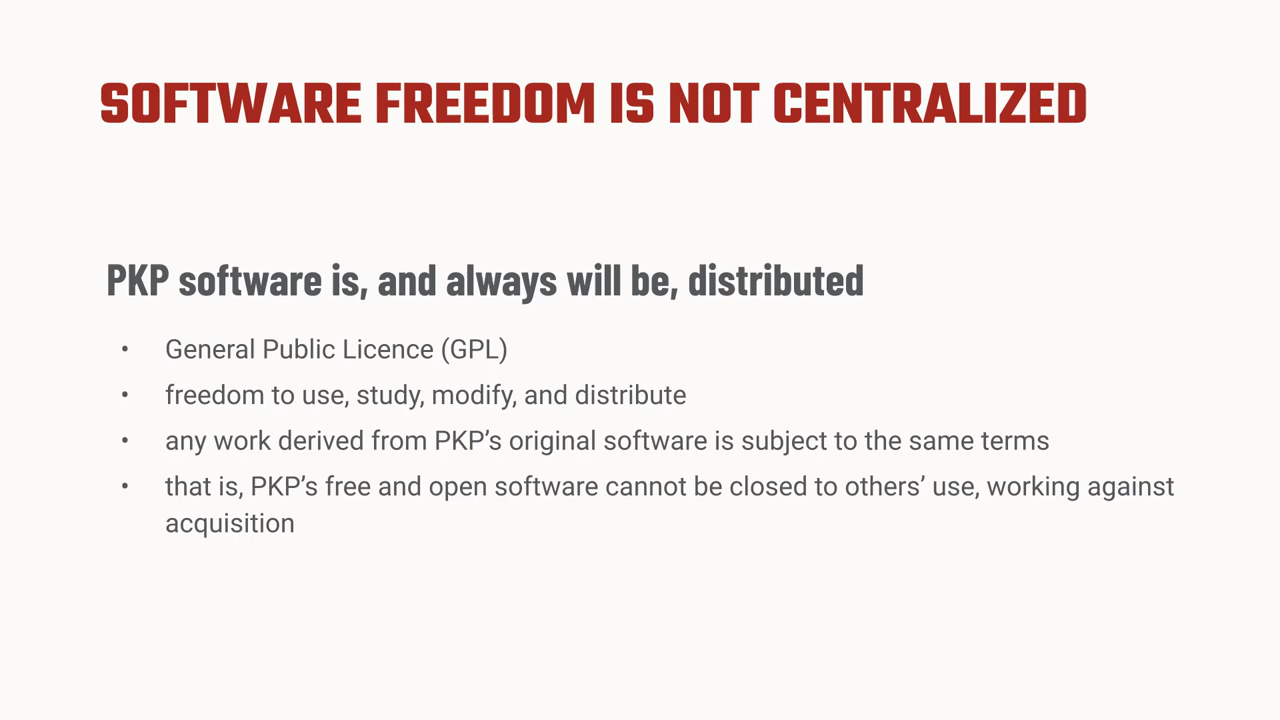 SOFTWARE FREEDOM IS NOT CENTRALIZED
PKP software is, and always will be, distributed
• General Public Licence (GPL)
• freedom to use, study, modify, and distribute
• any work derived from PKP’s original software is subject to the same terms
• that is, PKP’s free and open software cannot be closed to others’ use, working against
acquisition